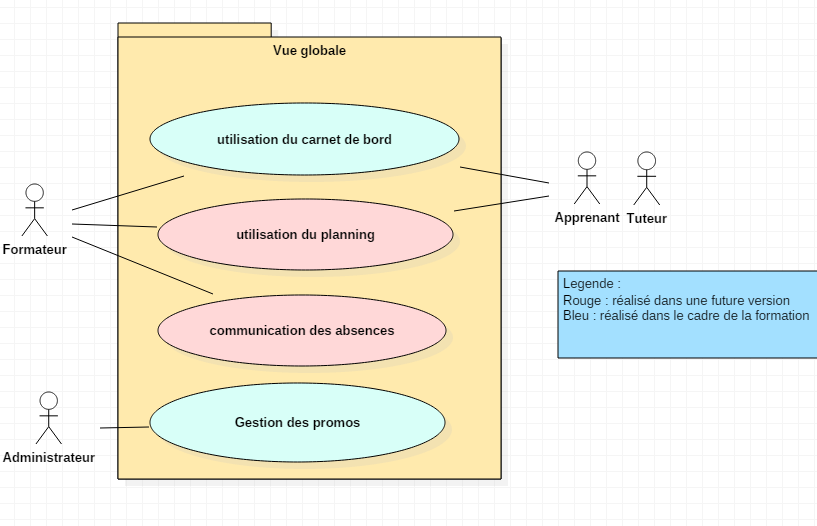 Vue globale
utilisation du carnet de bord
utilisation du planning
communication des absences
Gestion des promos
Formateur
Administrateur
Apprenant
Tuteur
Legende :
Rouge : réalisé dans une future version
Bleu : réalisé dans le cadre de la formation